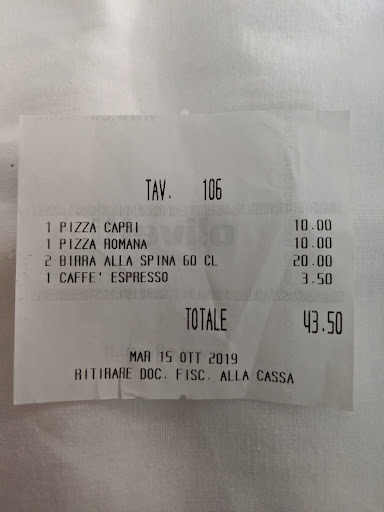 TAV. 106
1 PIZZA CAPRI 10.00
1 PIZZA ROMANA 10.00
2 BIRRA ALLA SPINA 60 CL 20.00
1 CAFFE' ESPRESSO 3.50
TOTALE 43.50
MAR 15 OTT 2019
RITIRARE DOC. FISC. ALLA CASSA